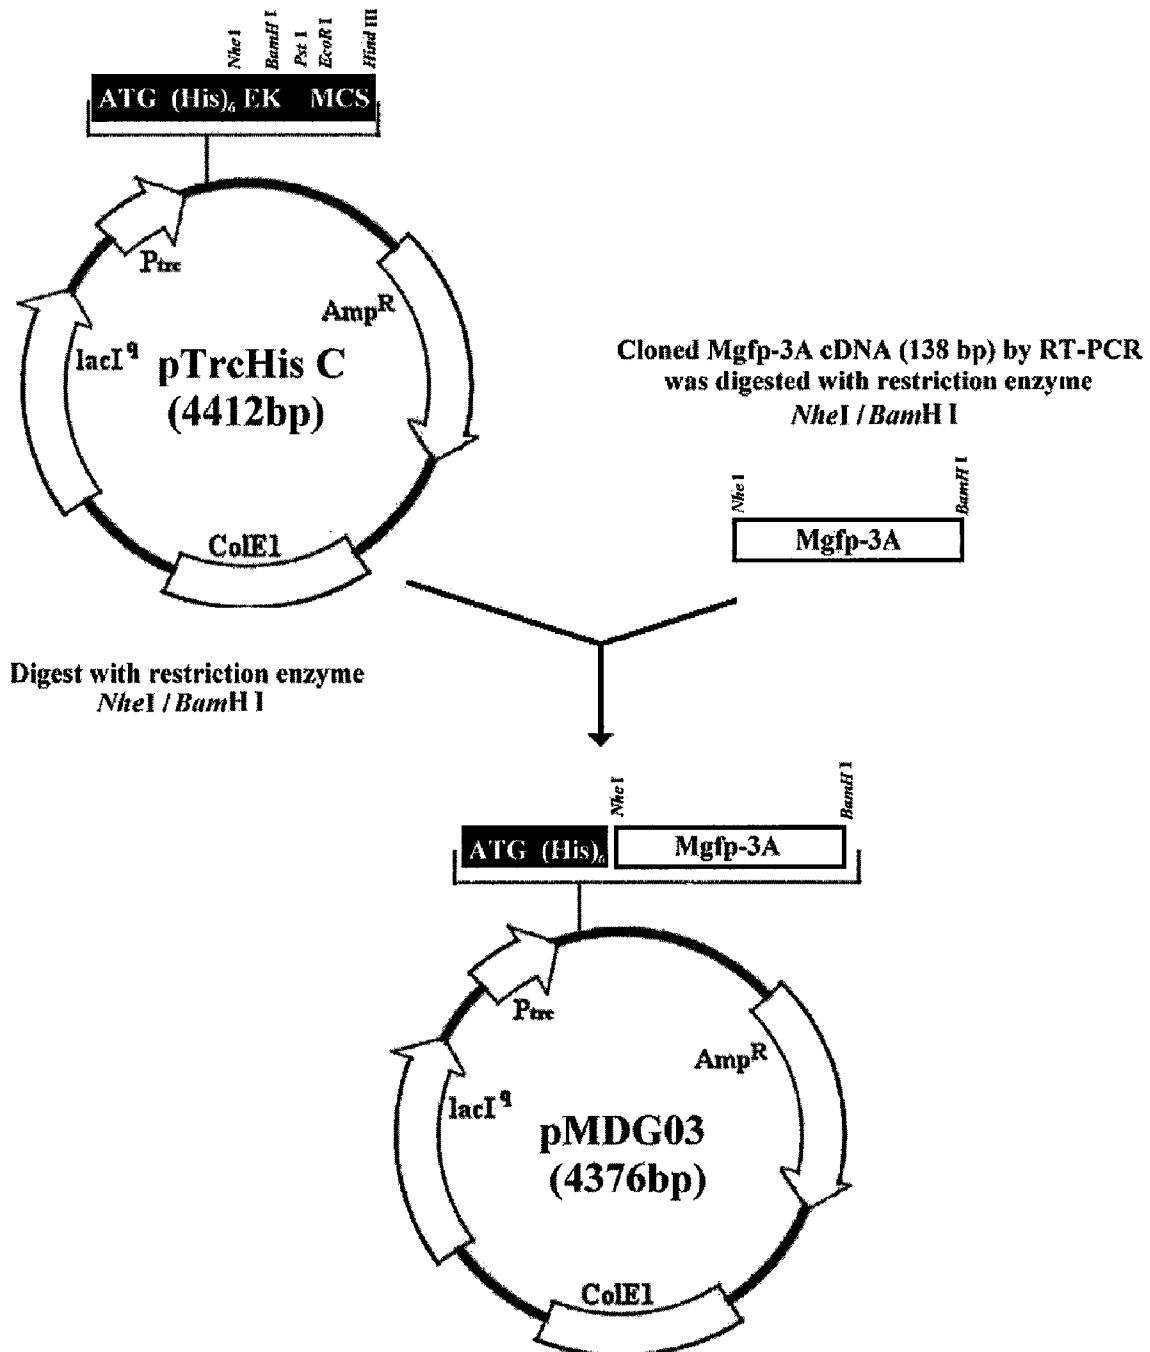 NheI
BamH I
Pst I
EcoR I
Hind III
ATG (His)6 EK MCS
Ptrc
AmpR
lacIq
pTrcHis C
(4412bp)
ColE1
Cloned Mgfp-3A cDNA (138 bp) by RT-PCR
was digested with restriction enzyme
NheI / BamH I
NheI
BamH I
Mgfp-3A
Digest with restriction enzyme
NheI / BamH I
NheI
BamH I
ATG (His)6
Mgfp-3A
Ptrc
AmpR
lacIq
pMDG03
(4376bp)
ColE1